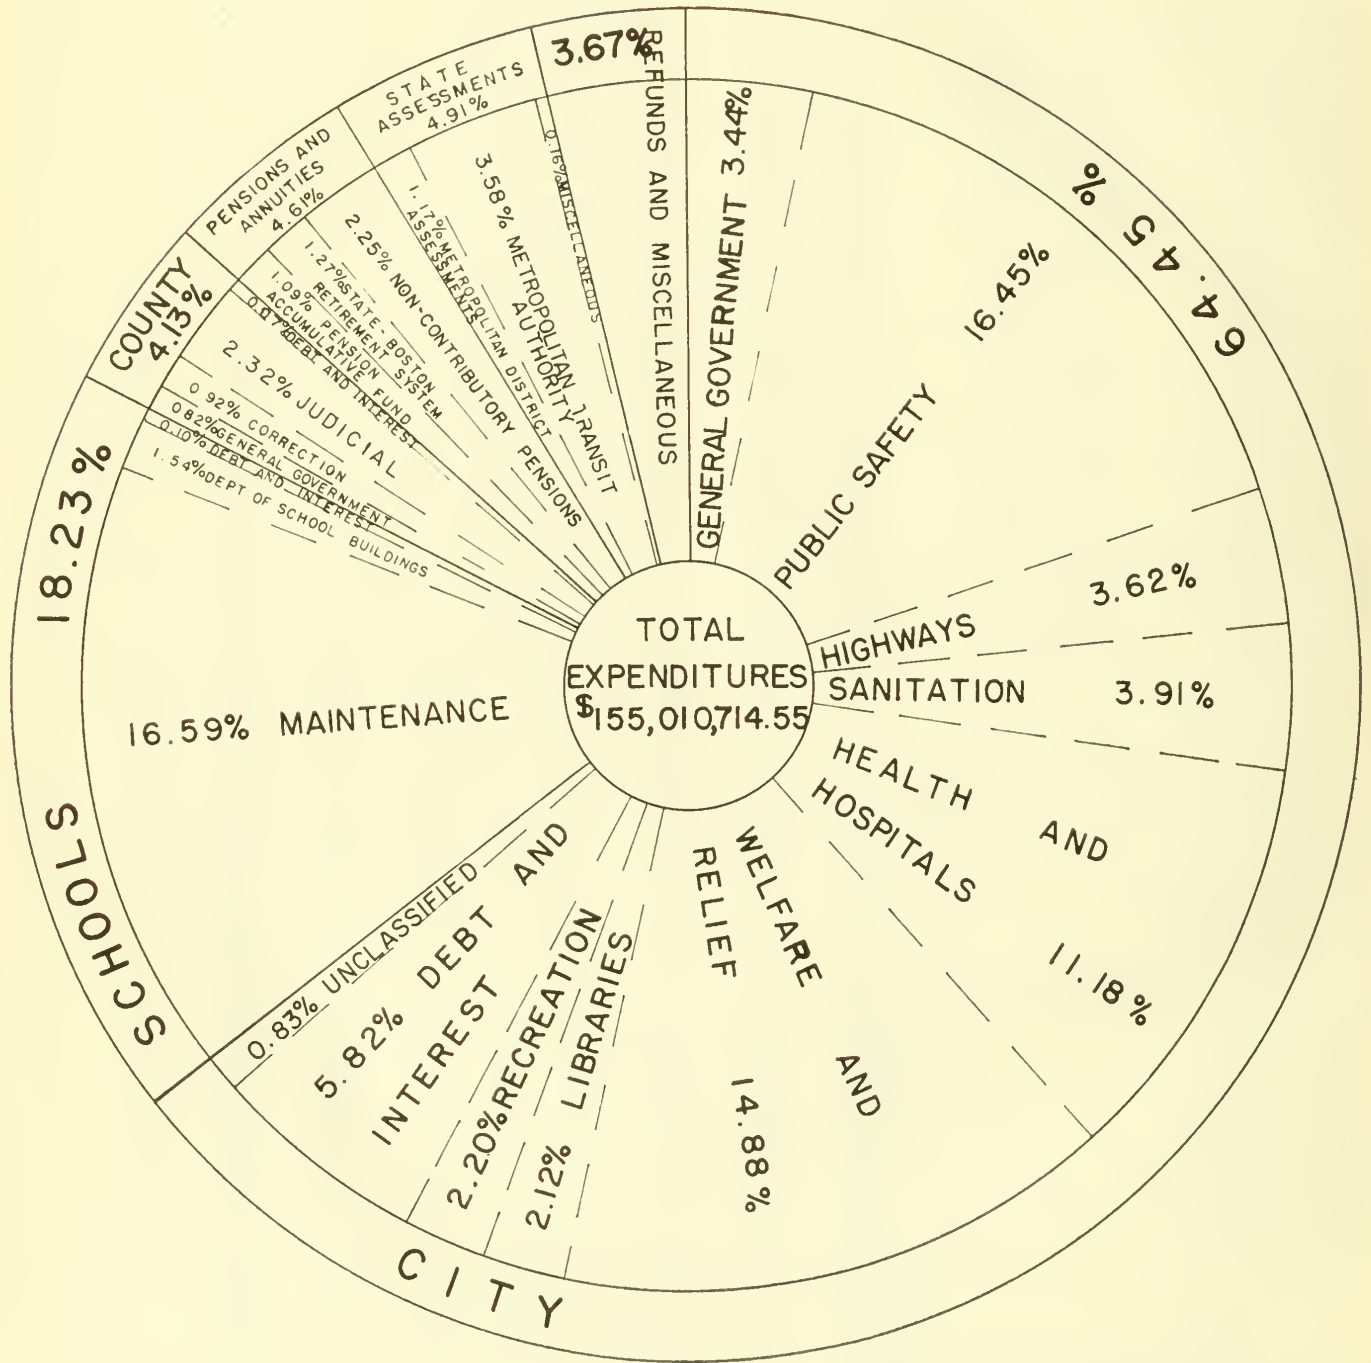 TOTAL
EXPENDITURES
$155,010,714.55
64.45%
CITY
GENERAL GOVERNMENT 3.44%
PUBLIC SAFETY 16.45%
HIGHWAYS 3.62%
SANITATION 3.91%
HEALTH AND
HOSPITALS 11.18%
WELFARE AND
RELIEF 14.88%
2.12% LIBRARIES
2.20% RECREATION
5.82% DEBT AND
INTEREST
0.83% UNCLASSIFIED
SCHOOLS 18.23%
16.59% MAINTENANCE
1.54% DEPT OF SCHOOL BUILDINGS
0.10% DEBT AND INTEREST
COUNTY
4.13%
0.82% GENERAL GOVERNMENT
0.92% CORRECTION
2.32% JUDICIAL
0.07% DEBT AND INTEREST
PENSIONS AND
ANNUITIES
4.61%
1.09% PENSION
ACCUMULATIVE FUND
1.27% STATE-BOSTON
RETIREMENT SYSTEM
2.25% NON-CONTRIBUTORY PENSIONS
STATE
ASSESSMENTS
4.91%
1.17% METROPOLITAN DISTRICT
ASSESSMENTS
3.58% METROPOLITAN TRANSIT
AUTHORITY
0.16% MISCELLANEOUS
3.67%
REFUNDS AND MISCELLANEOUS